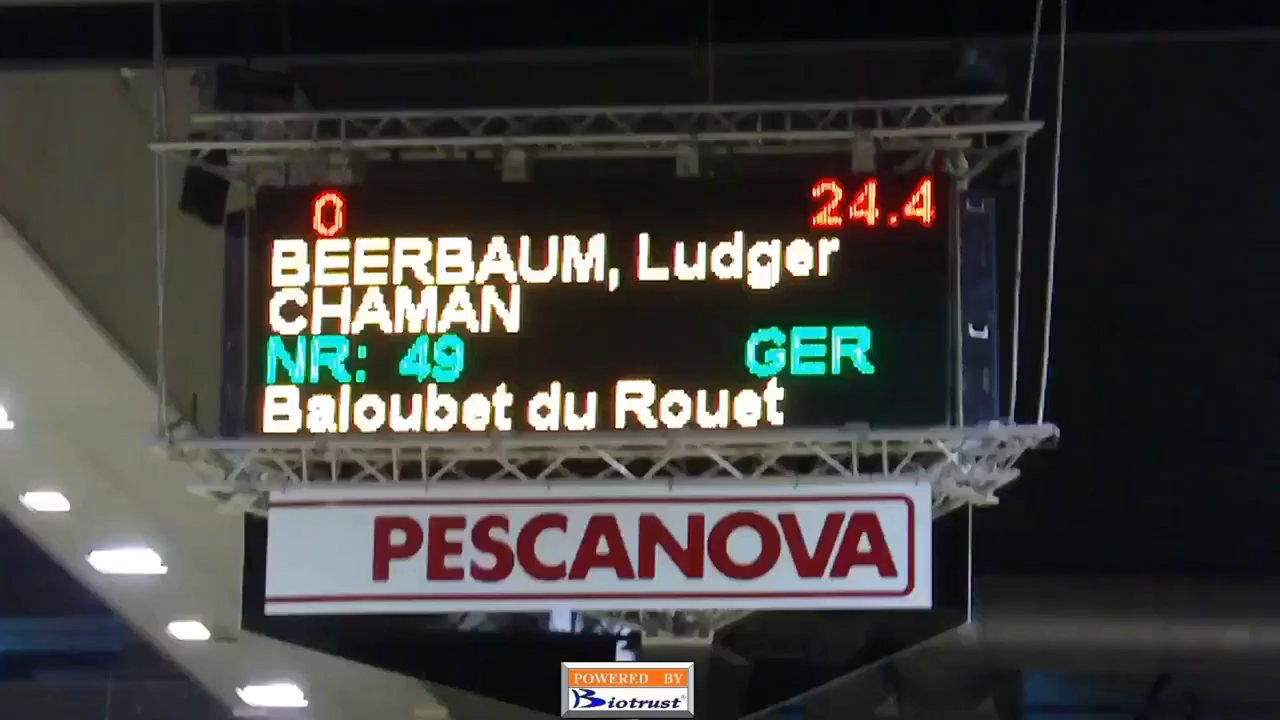 0 24.4
BEERBAUM, Ludger
CHAMAN
NR: 49 GER
Baloubet du Rouet
PESCANOVA
POWERED BY
Biotrust